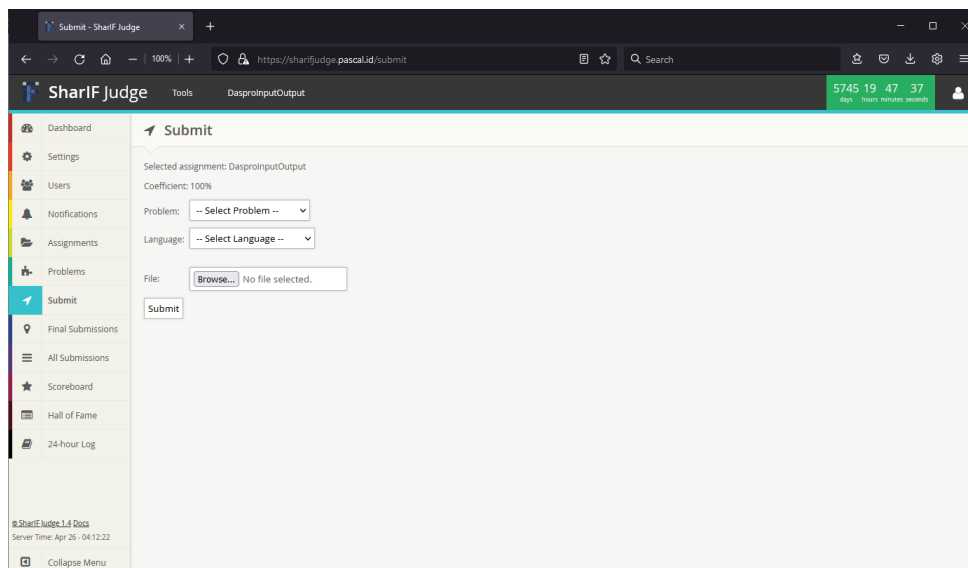 Submit - SharIF Judge
100%
https://sharifjudge.pascal.id/submit
Search
SharIF Judge
Tools
DasproInputOutput
5745 19 47 37
days hours minutes seconds
Dashboard
Settings
Users
Notifications
Assignments
Problems
Submit
Final Submissions
All Submissions
Scoreboard
Hall of Fame
24-hour Log
© SharIF Judge 1.4 Docs
Server Time: Apr 26 - 04:12:22
Collapse Menu
Submit
Selected assignment: DasproInputOutput
Coefficient: 100%
Problem: -- Select Problem --
Language: -- Select Language --
File: Browse... No file selected.
Submit